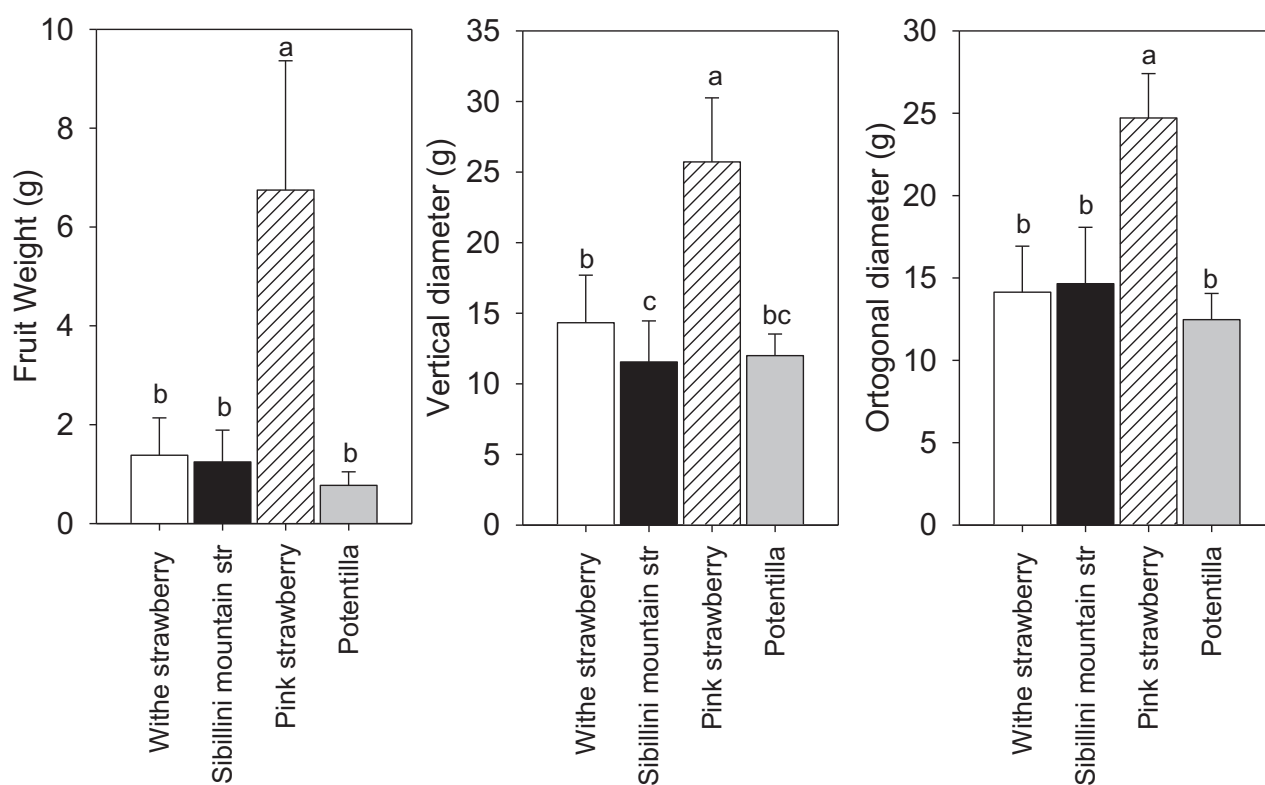 Fruit Weight (g)
10
8
6
4
2
0
b
b
a
b
Withe strawberry
Sibillini mountain str
Pink strawberry
Potentilla
Vertical diameter (g)
35
30
25
20
15
10
5
0
b
c
a
bc
Withe strawberry
Sibillini mountain str
Pink strawberry
Potentilla
Ortogonal diameter (g)
30
25
20
15
10
5
0
b
b
a
b
Withe strawberry
Sibillini mountain str
Pink strawberry
Potentilla